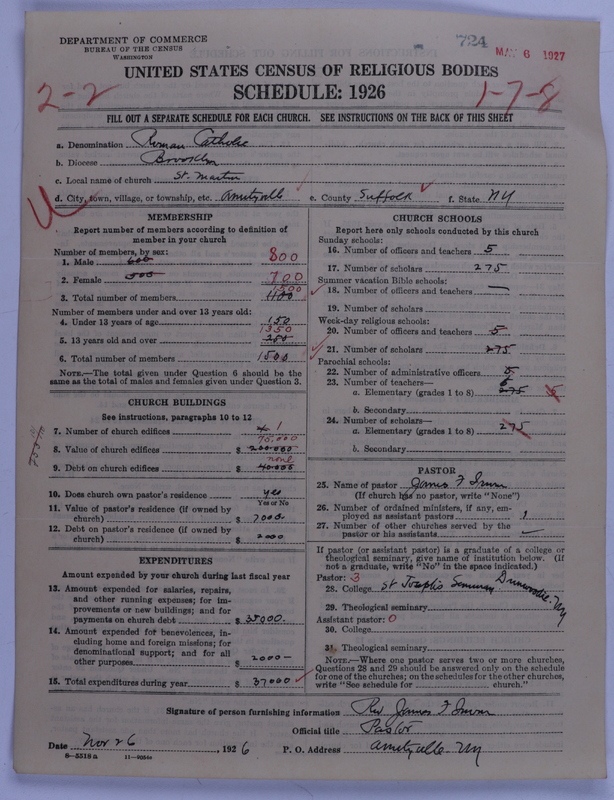 724
MAY 6 1927
DEPARTMENT OF COMMERCE
BUREAU OF THE CENSUS
WASHINGTON
UNITED STATES CENSUS OF RELIGIOUS BODIES
SCHEDULE: 1926
2-2
1-7-8
FILL OUT A SEPARATE SCHEDULE FOR EACH CHURCH. SEE INSTRUCTIONS ON THE BACK OF THIS SHEET
a. Denomination Roman Catholic
b. Diocese Brooklyn
c. Local name of church St. Martin
d. City, town, village, or township, etc. Amityville e. County Suffolk f. State NY
MEMBERSHIP
Report number of members according to definition of member in your church
Number of members, by sex:
1. Male 600 800
2. Female 500 700
3. Total number of members 1100 1500
Number of members under and over 13 years old:
4. Under 13 years of age 150
5. 13 years old and over 250 1350
6. Total number of members 1500
NOTE.—The total given under Question 6 should be the same as the total of males and females given under Question 3.
CHURCH BUILDINGS
See instructions, paragraphs 10 to 12
7. Number of church edifices 1
8. Value of church edifices $ 200000 75,000
9. Debt on church edifices $ 40.000 none
10. Does church own pastor's residence yes
Yes or No
11. Value of pastor's residence (if owned by church) $ 7000
12. Debt on pastor's residence (if owned by church) $ 2000
EXPENDITURES
Amount expended by your church during last fiscal year
13. Amount expended for salaries, repairs, and other running expenses; for improvements or new buildings; and for payments on church debt $ 35000.
14. Amount expended for benevolences, including home and foreign missions; for denominational support; and for all other purposes 2000—
15. Total expenditures during year $ 37000
CHURCH SCHOOLS
Report here only schools conducted by this church
Sunday schools:
16. Number of officers and teachers 5
17. Number of scholars 275
Summer vacation Bible schools:
18. Number of officers and teachers —
19. Number of scholars
Week-day religious schools:
20. Number of officers and teachers 5
21. Number of scholars 275
Parochial schools:
22. Number of administrative officers 5
23. Number of teachers—
a. Elementary (grades 1 to 8) 275 6
b. Secondary
24. Number of scholars—
a. Elementary (grades 1 to 8) 275
b. Secondary
PASTOR
25. Name of pastor James F Irwin
(If church has no pastor, write "None")
26. Number of ordained ministers, if any, employed as assistant pastors 1
27. Number of other churches served by the pastor or his assistants
If pastor (or assistant pastor) is a graduate of a college or theological seminary, give name of institution below. (If not a graduate, write "No" in the space indicated.)
Pastor: 3
28. College St Joseph's Seminary Dunwoodie, NY
29. Theological seminary
Assistant pastor: 0
30. College
31. Theological seminary
NOTE.—Where one pastor serves two or more churches, Questions 28 and 29 should be answered only on the schedule for one of the churches; on the schedules for the other churches, write "See schedule for church."
Signature of person furnishing information Rev James F Irwin
Official title Pastor
Date Nov 26, 1926 P. O. Address Amityville NY
8—5518 a 11—9054